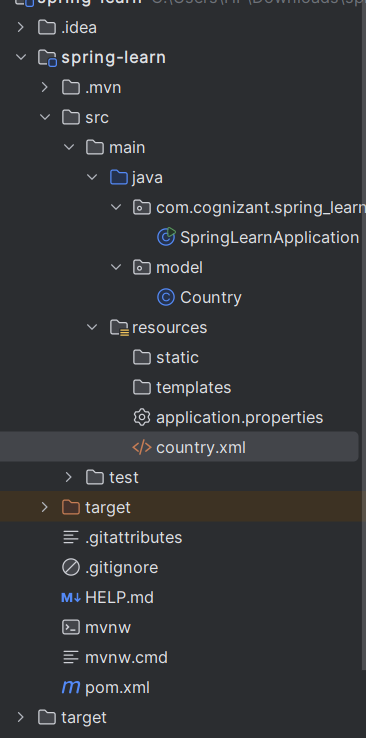 .idea
spring-learn
.mvn
src
main
java
com.cognizant.spring_learn
SpringLearnApplication
model
Country
resources
static
templates
application.properties
country.xml
test
target
.gitattributes
.gitignore
M↓ HELP.md
mvnw
mvnw.cmd
m pom.xml
target